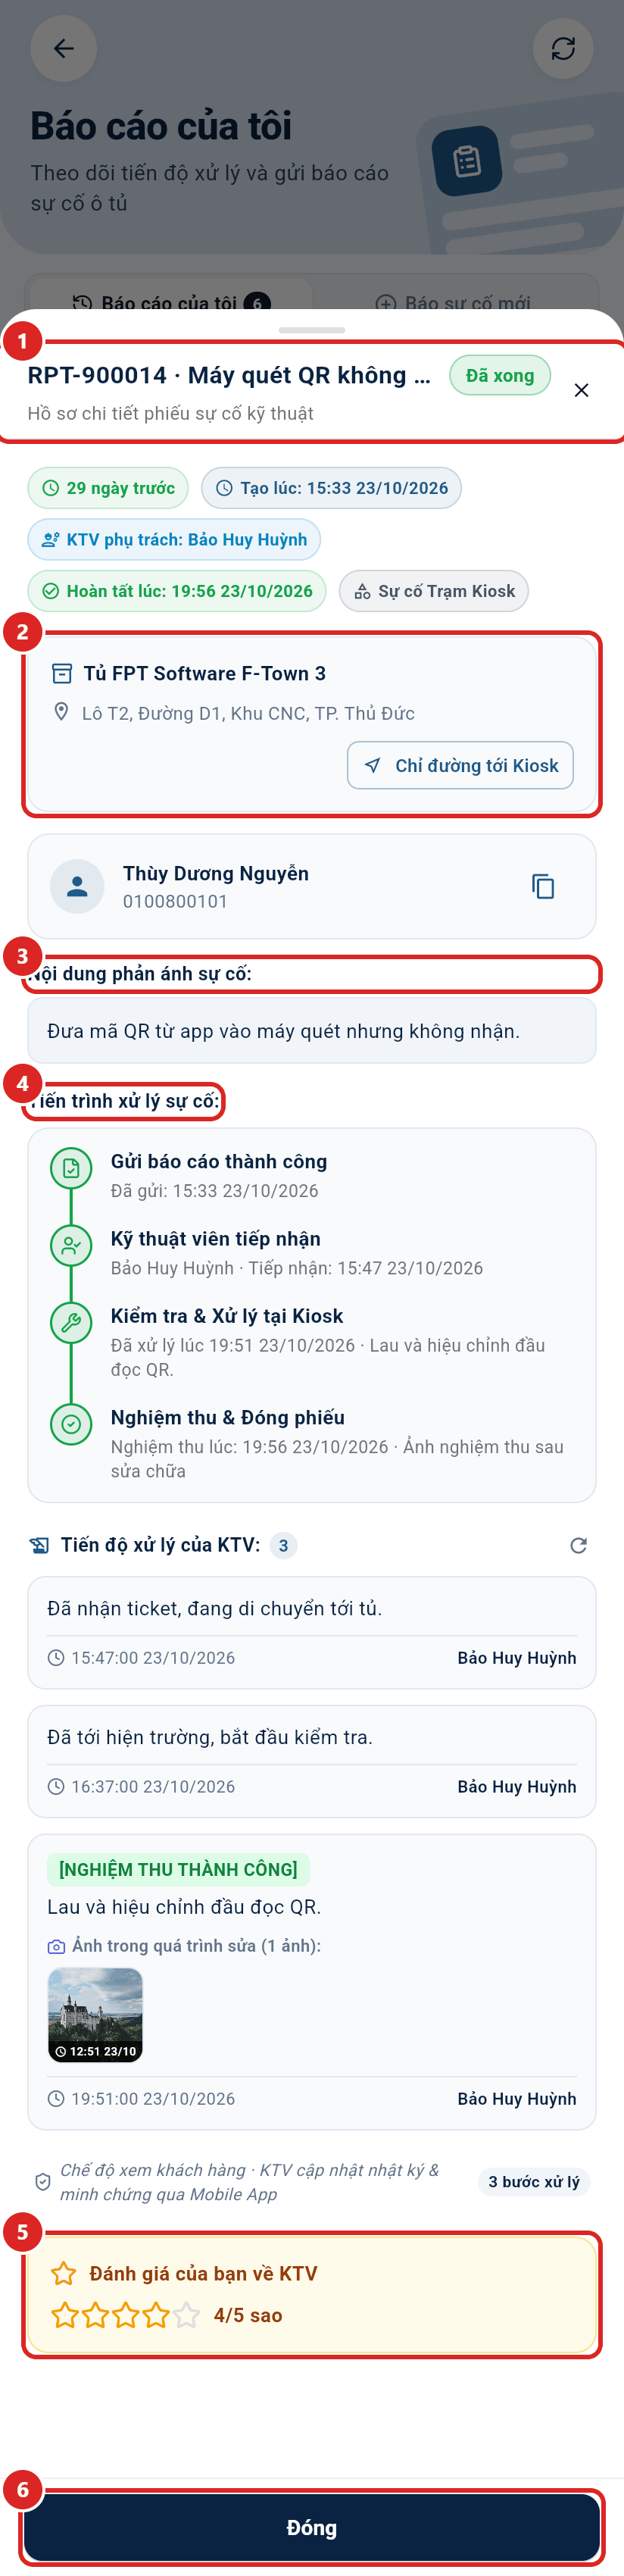 Báo cáo của tôi
Theo dõi tiến độ xử lý và gửi báo cáo
sự cố ô tủ
Báo cáo của tôi 6
Báo sự cố mới
1
RPT-900014 · Máy quét QR không ...
Đã xong
Hồ sơ chi tiết phiếu sự cố kỹ thuật
29 ngày trước
Tạo lúc: 15:33 23/10/2026
KTV phụ trách: Bảo Huy Huỳnh
Hoàn tất lúc: 19:56 23/10/2026
Sự cố Trạm Kiosk
2
Tủ FPT Software F-Town 3
Lô T2, Đường D1, Khu CNC, TP. Thủ Đức
Chỉ đường tới Kiosk
Thùy Dương Nguyễn
0100800101
3
Nội dung phản ánh sự cố:
Đưa mã QR từ app vào máy quét nhưng không nhận.
4
Tiến trình xử lý sự cố:
Gửi báo cáo thành công
Đã gửi: 15:33 23/10/2026
Kỹ thuật viên tiếp nhận
Bảo Huy Huỳnh · Tiếp nhận: 15:47 23/10/2026
Kiểm tra & Xử lý tại Kiosk
Đã xử lý lúc 19:51 23/10/2026 · Lau và hiệu chỉnh đầu
đọc QR.
Nghiệm thu & Đóng phiếu
Nghiệm thu lúc: 19:56 23/10/2026 · Ảnh nghiệm thu sau
sửa chữa
Tiến độ xử lý của KTV: 3
Đã nhận ticket, đang di chuyển tới tủ.
15:47:00 23/10/2026
Bảo Huy Huỳnh
Đã tới hiện trường, bắt đầu kiểm tra.
16:37:00 23/10/2026
Bảo Huy Huỳnh
[NGHIỆM THU THÀNH CÔNG]
Lau và hiệu chỉnh đầu đọc QR.
Ảnh trong quá trình sửa (1 ảnh):
12:51 23/10
19:51:00 23/10/2026
Bảo Huy Huỳnh
Chế độ xem khách hàng · KTV cập nhật nhật ký &
minh chứng qua Mobile App
3 bước xử lý
5
Đánh giá của bạn về KTV
4/5 sao
6
Đóng